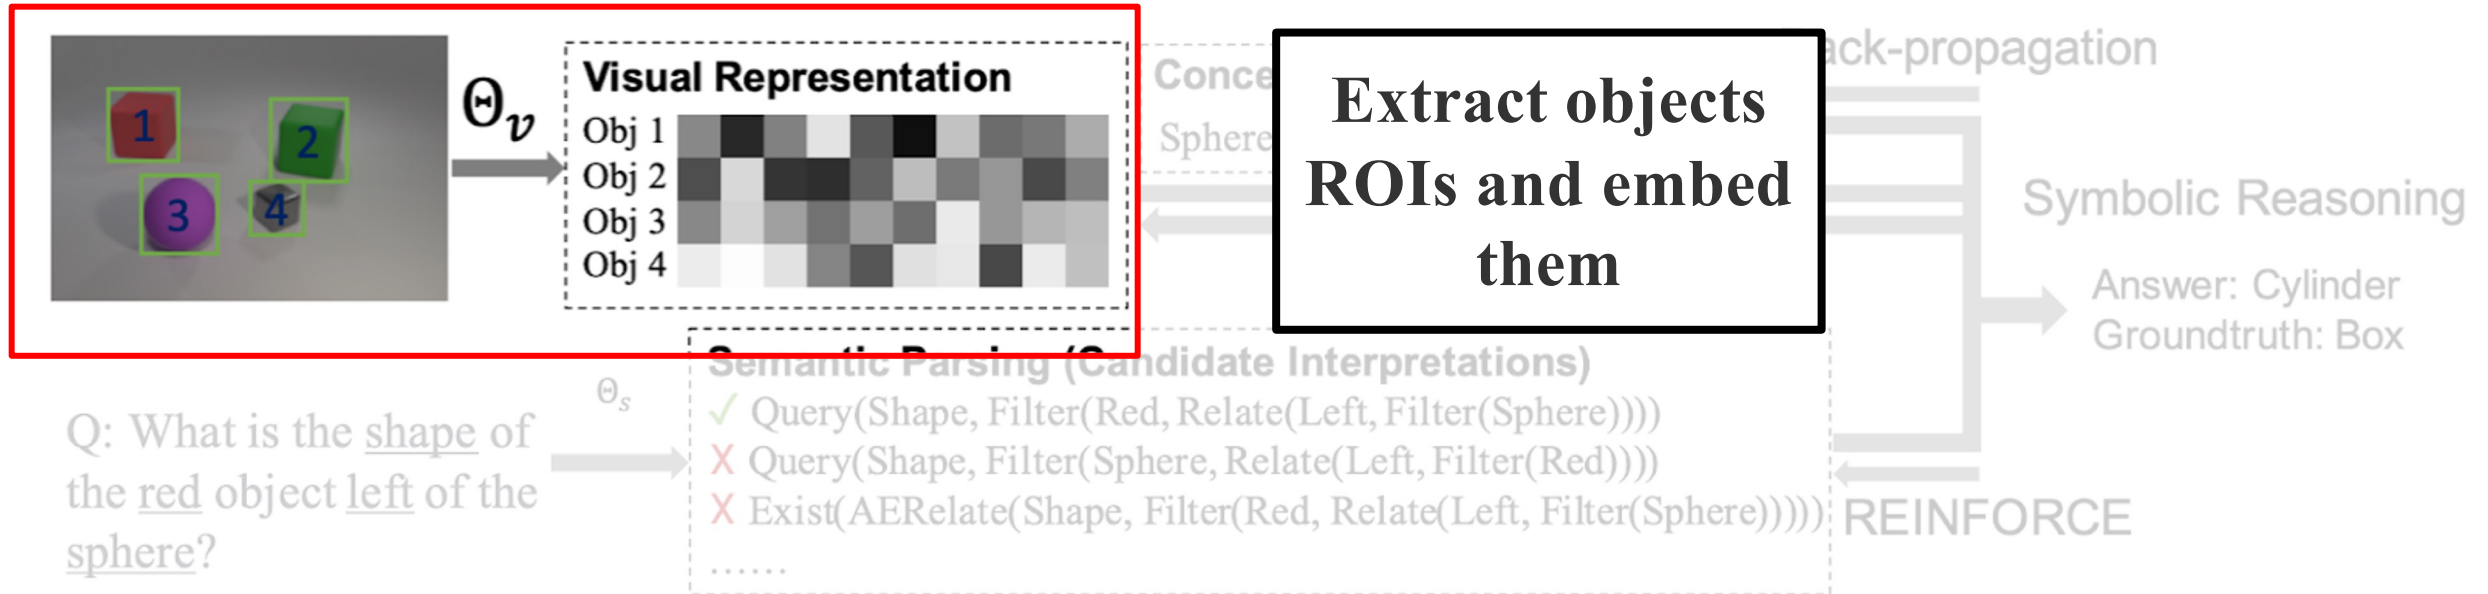 1
2
3
4
Θv
Visual Representation
Obj 1
Obj 2
Obj 3
Obj 4
Sphere
Extract objects
ROIs and embed
them
Symbolic Reasoning
Answer: Cylinder
Groundtruth: Box
Semantic Parsing (Candidate Interpretations)
Θs
Q: What is the shape of
the red object left of the
sphere?
✓ Query(Shape, Filter(Red, Relate(Left, Filter(Sphere))))
X Query(Shape, Filter(Sphere, Relate(Left, Filter(Red))))
X Exist(AERelate(Shape, Filter(Red, Relate(Left, Filter(Sphere)))))
......
REINFORCE